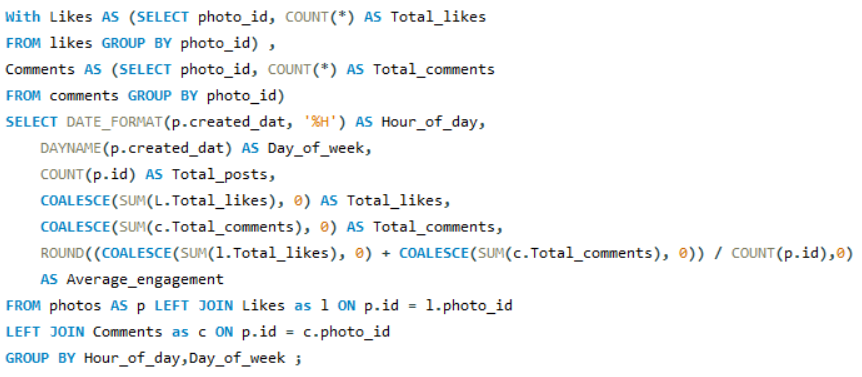 With Likes AS (SELECT photo_id, COUNT(*) AS Total_likes
FROM likes GROUP BY photo_id) ,
Comments AS (SELECT photo_id, COUNT(*) AS Total_comments
FROM comments GROUP BY photo_id)
SELECT DATE_FORMAT(p.created_dat, '%H') AS Hour_of_day,
    DAYNAME(p.created_dat) AS Day_of_week,
    COUNT(p.id) AS Total_posts,
    COALESCE(SUM(L.Total_likes), 0) AS Total_likes,
    COALESCE(SUM(c.Total_comments), 0) AS Total_comments,
    ROUND((COALESCE(SUM(l.Total_likes), 0) + COALESCE(SUM(c.Total_comments), 0)) / COUNT(p.id),0)
    AS Average_engagement
FROM photos AS p LEFT JOIN Likes as l ON p.id = l.photo_id
LEFT JOIN Comments as c ON p.id = c.photo_id
GROUP BY Hour_of_day,Day_of_week ;